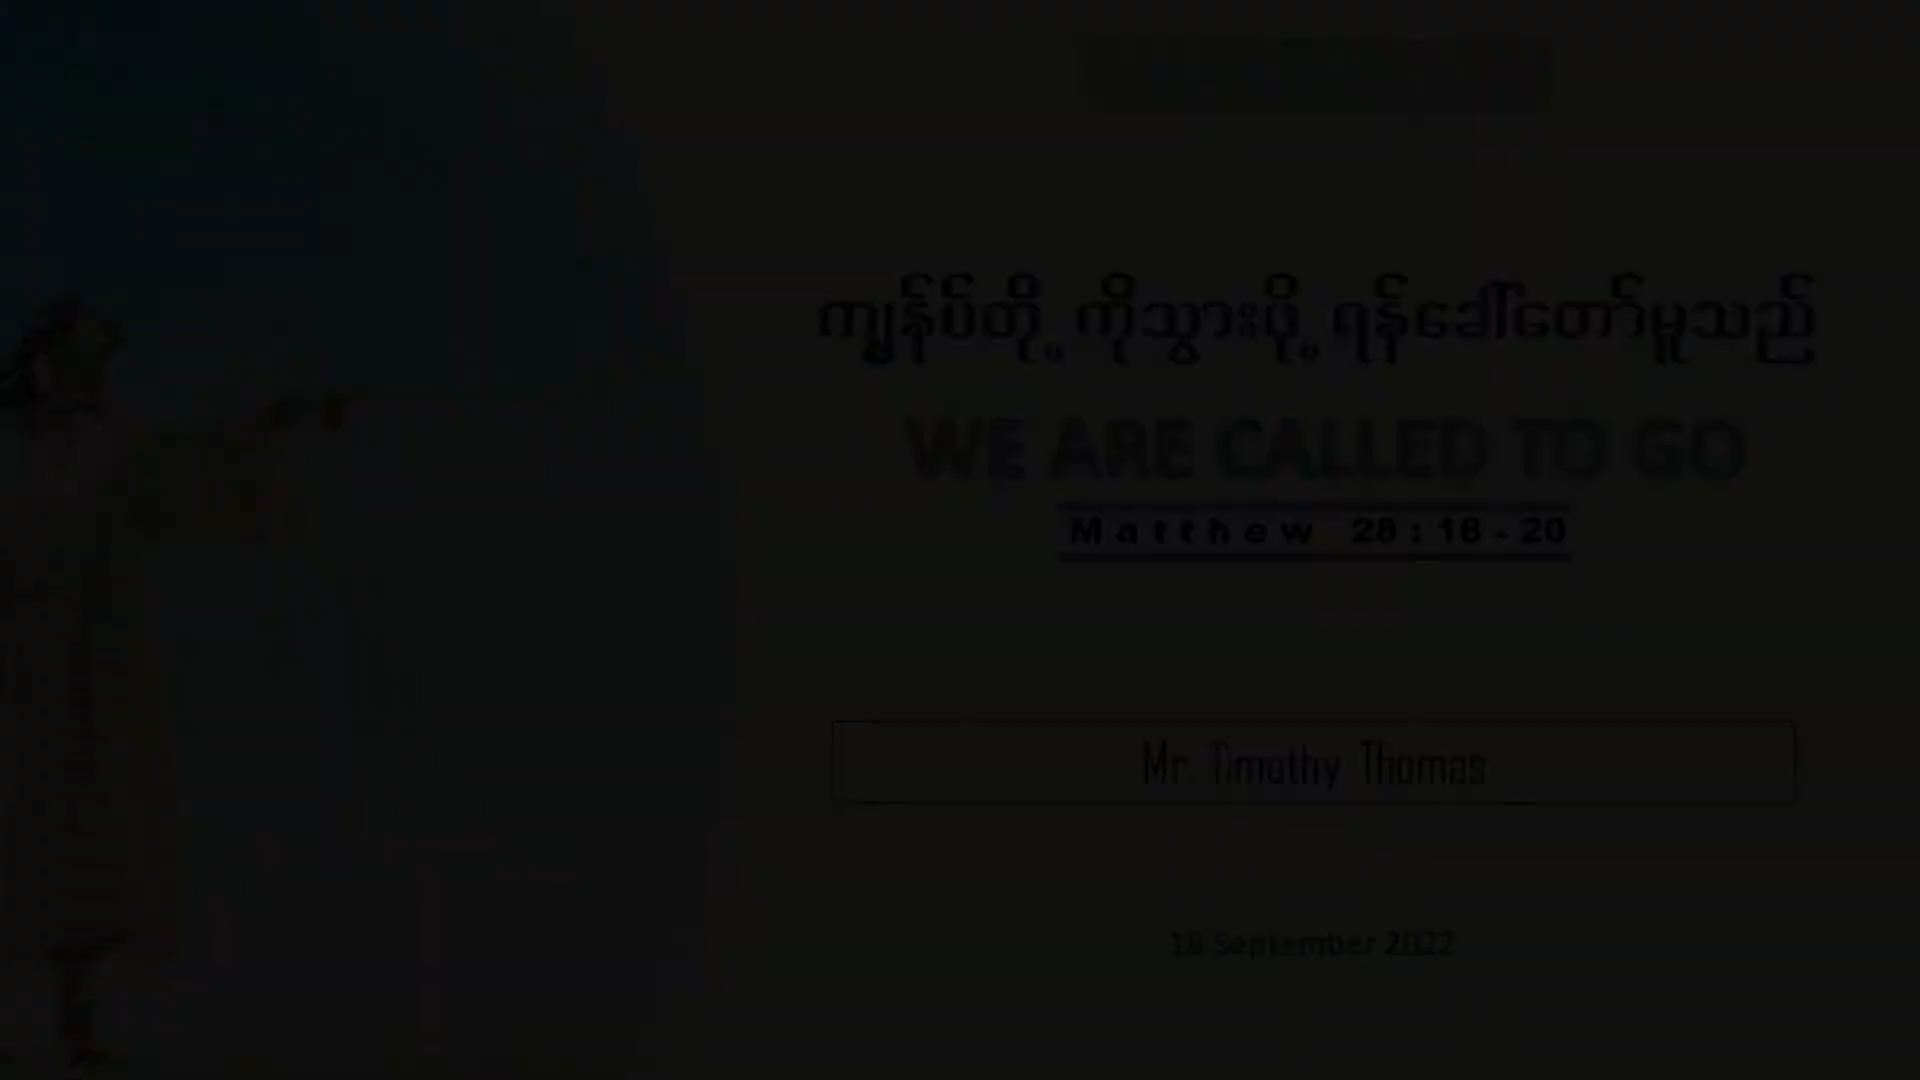 ကျွန်ုပ်တို့ ကိုသွားဖို့ ရန်ခေါ်တော်မူသည်
WE ARE CALLED TO GO
Matthew 28:18-20
Mr. Timothy Thomas
18 September 2022